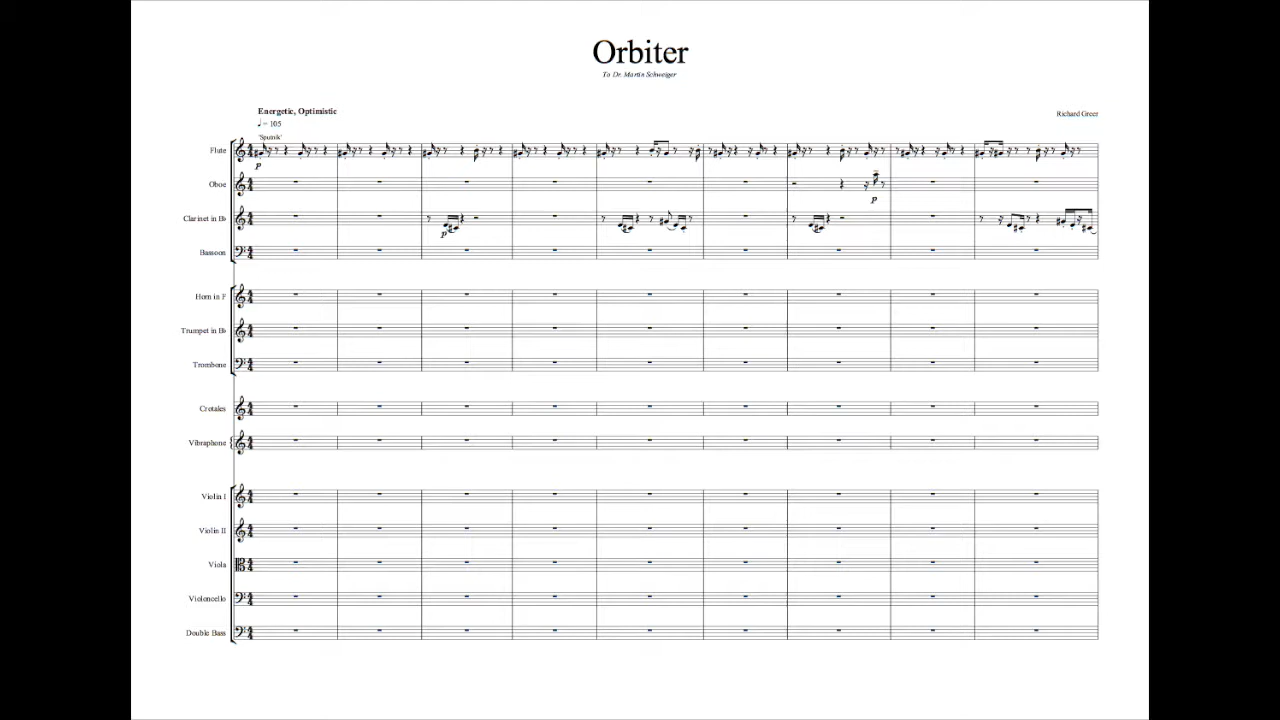 Orbiter
To Dr. Martin Schweiger
Energetic, Optimistic
♩ = 105
Richard Greer
'Sputnik'
Flute
p
Oboe
p
Clarinet in B♭
p
Bassoon
Horn in F
Trumpet in B♭
Trombone
Crotales
Vibraphone
Violin I
Violin II
Viola
Violoncello
Double Bass